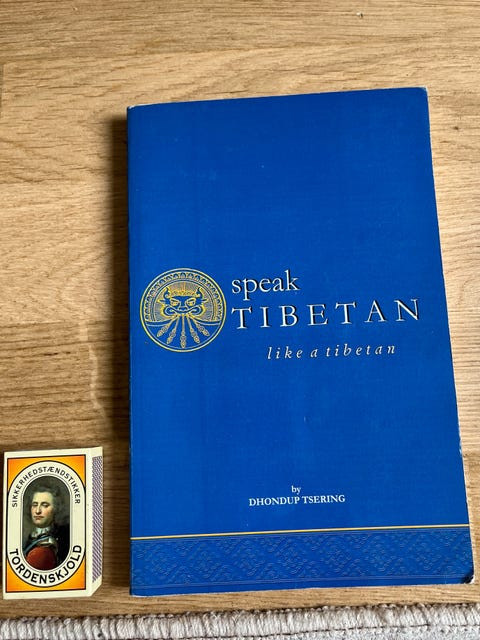 speak
TIBETAN
like a tibetan
by
DHONDUP TSERING
SIKKERHEDSTÆNDSTIKKER
TORDENSKJOLD